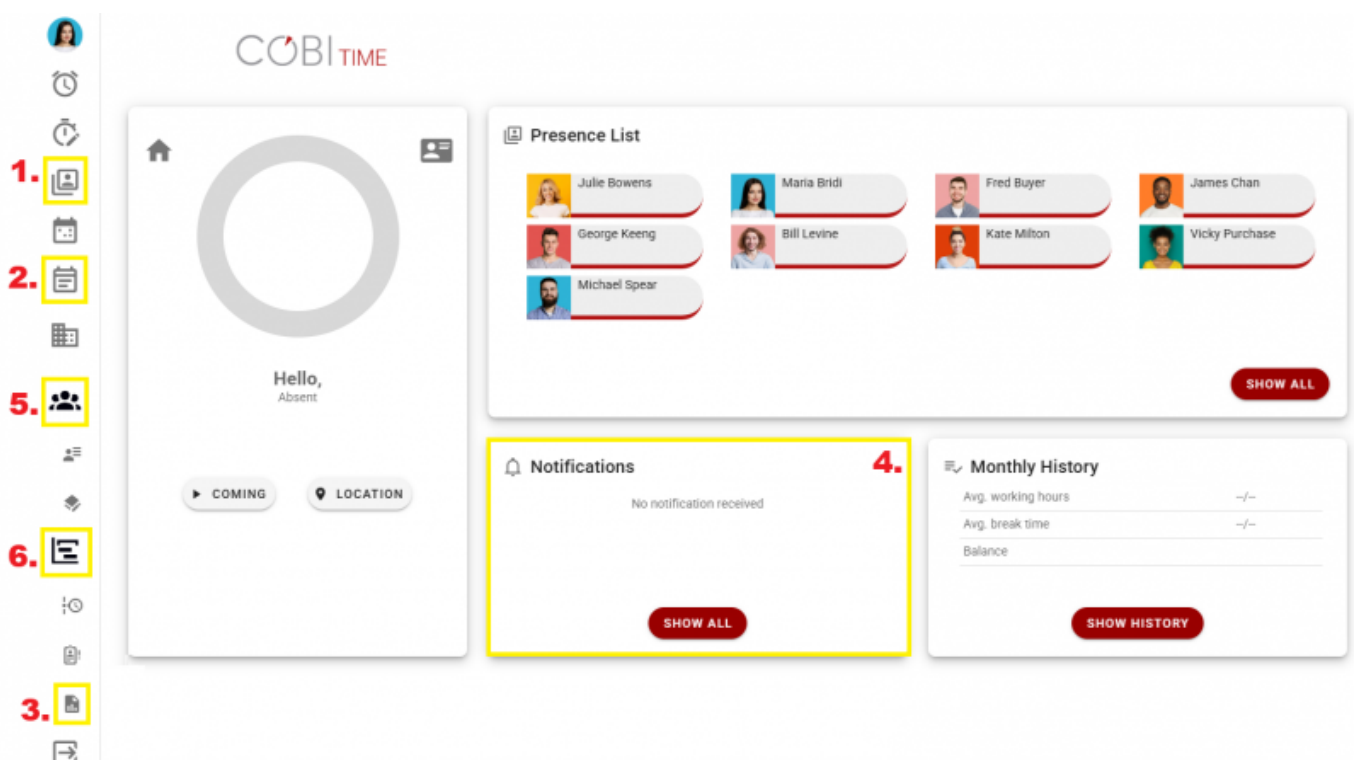 COBI TIME
1.
2.
5.
6.
3.
Hello,
Absent
COMING
LOCATION
Presence List
Julie Bowens
Maria Bridi
Fred Buyer
James Chan
George Keeng
Bill Levine
Kate Milton
Vicky Purchase
Michael Spear
SHOW ALL
Notifications
4.
No notification received
SHOW ALL
Monthly History
Avg. working hours --/--
Avg. break time --/--
Balance
SHOW HISTORY